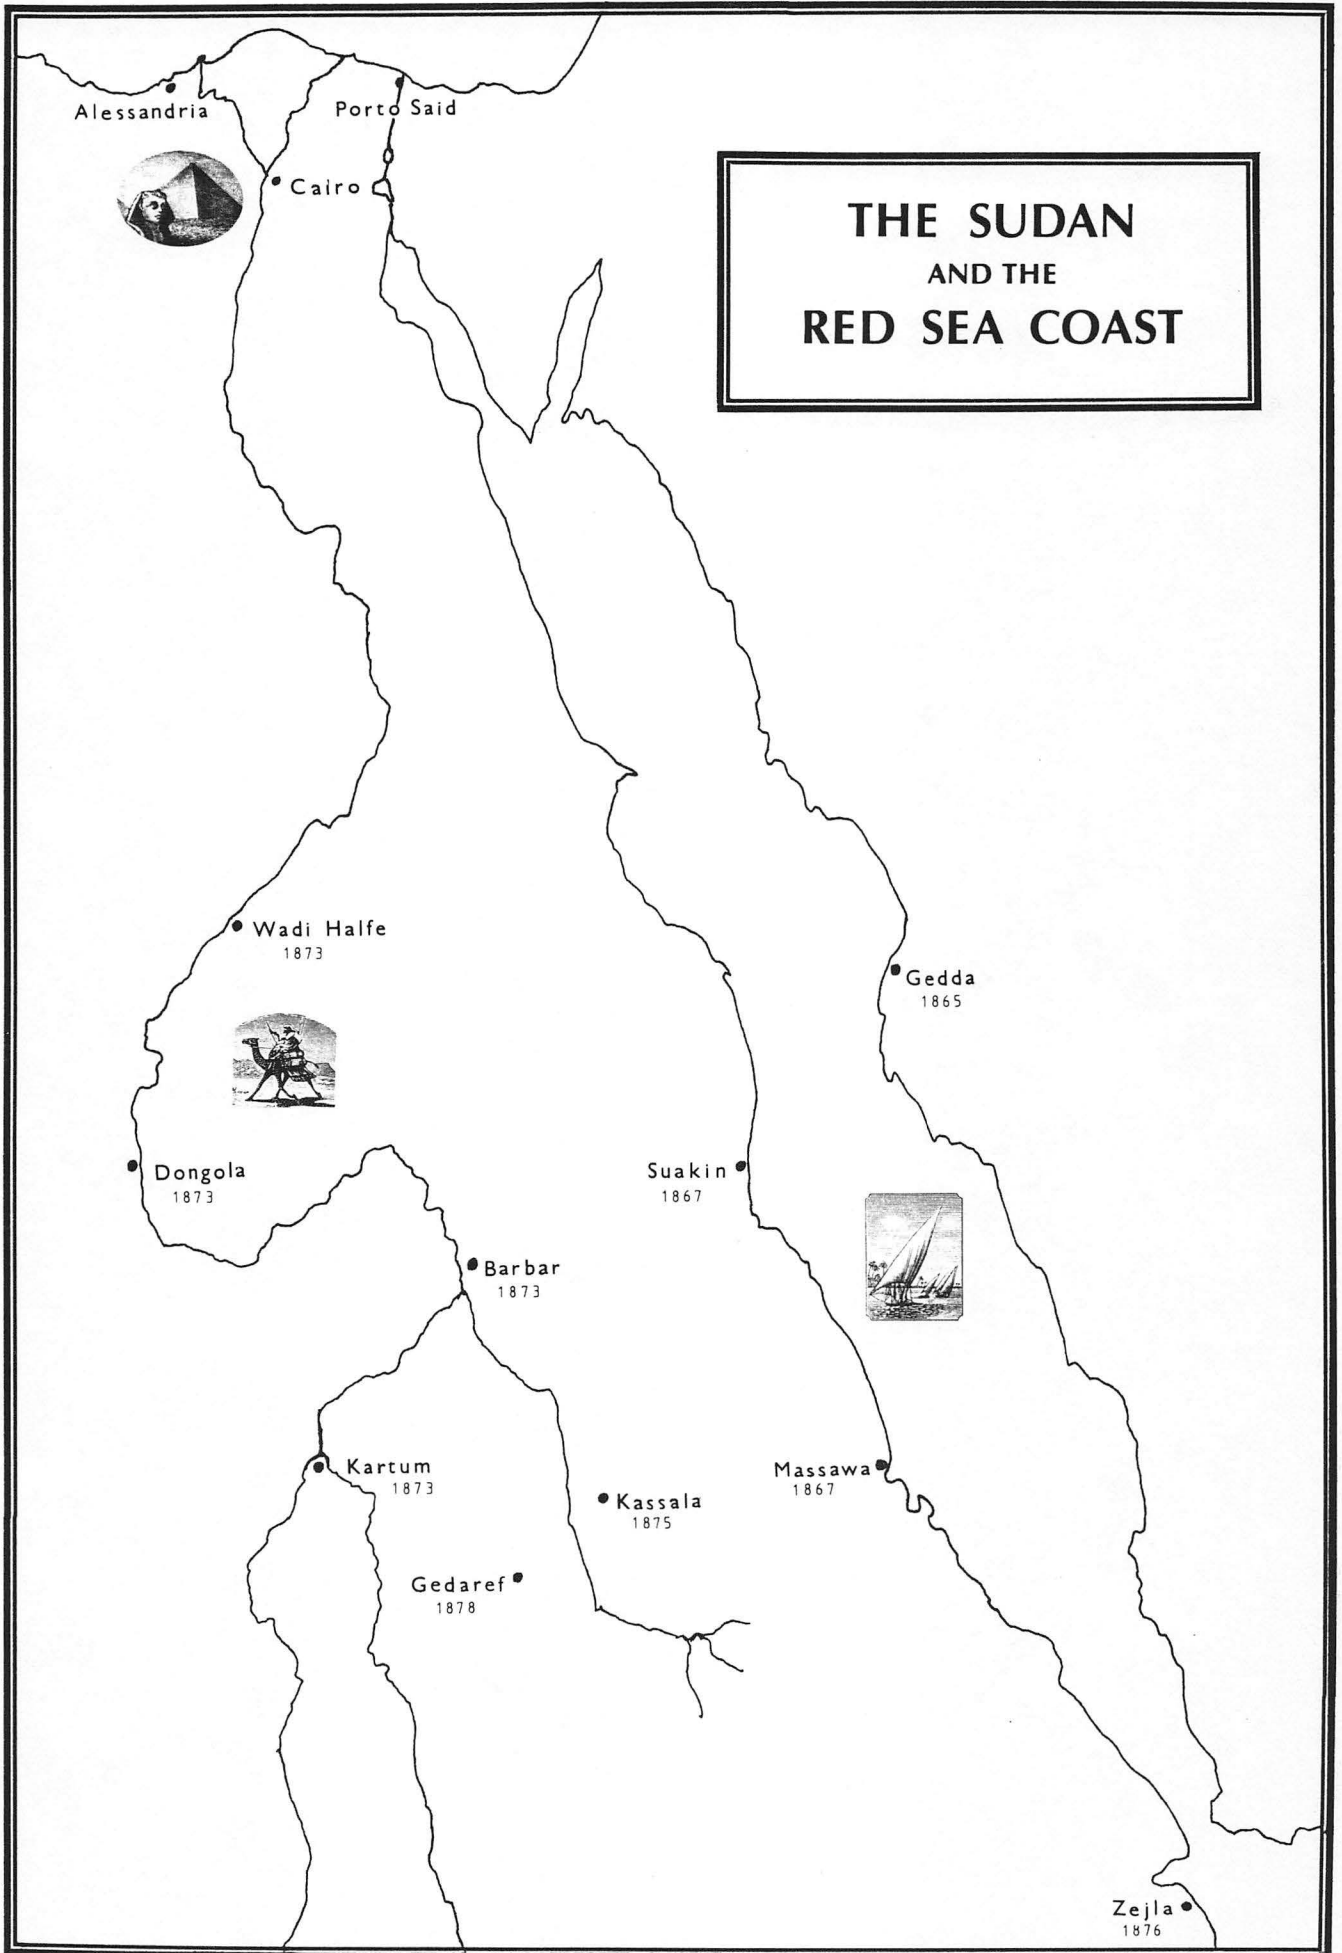 Alessandria
Porto Said
Cairo
THE SUDAN
AND THE
RED SEA COAST
Wadi Halfe
1873
Gedda
1865
Dongola
1873
Suakin
1867
Barbar
1873
Kartum
1873
Massawa
1867
Kassala
1875
Gedaref
1878
Zejla
1876